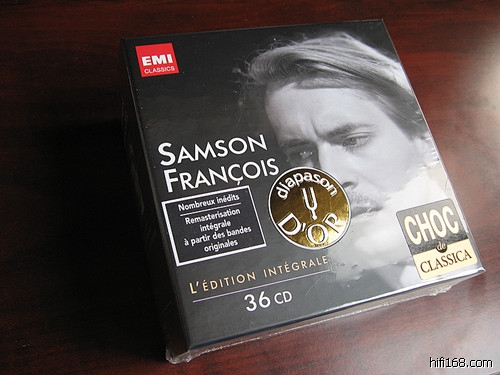 EMI
CLASSICS
SAMSON
FRANÇOIS
Nombreux inédits
Remasterisation
intégrale
à partir des bandes
originales
diapason
D'OR
CHOC
de
CLASSICA
L'ÉDITION INTÉGRALE
36 CD
hifi168.com